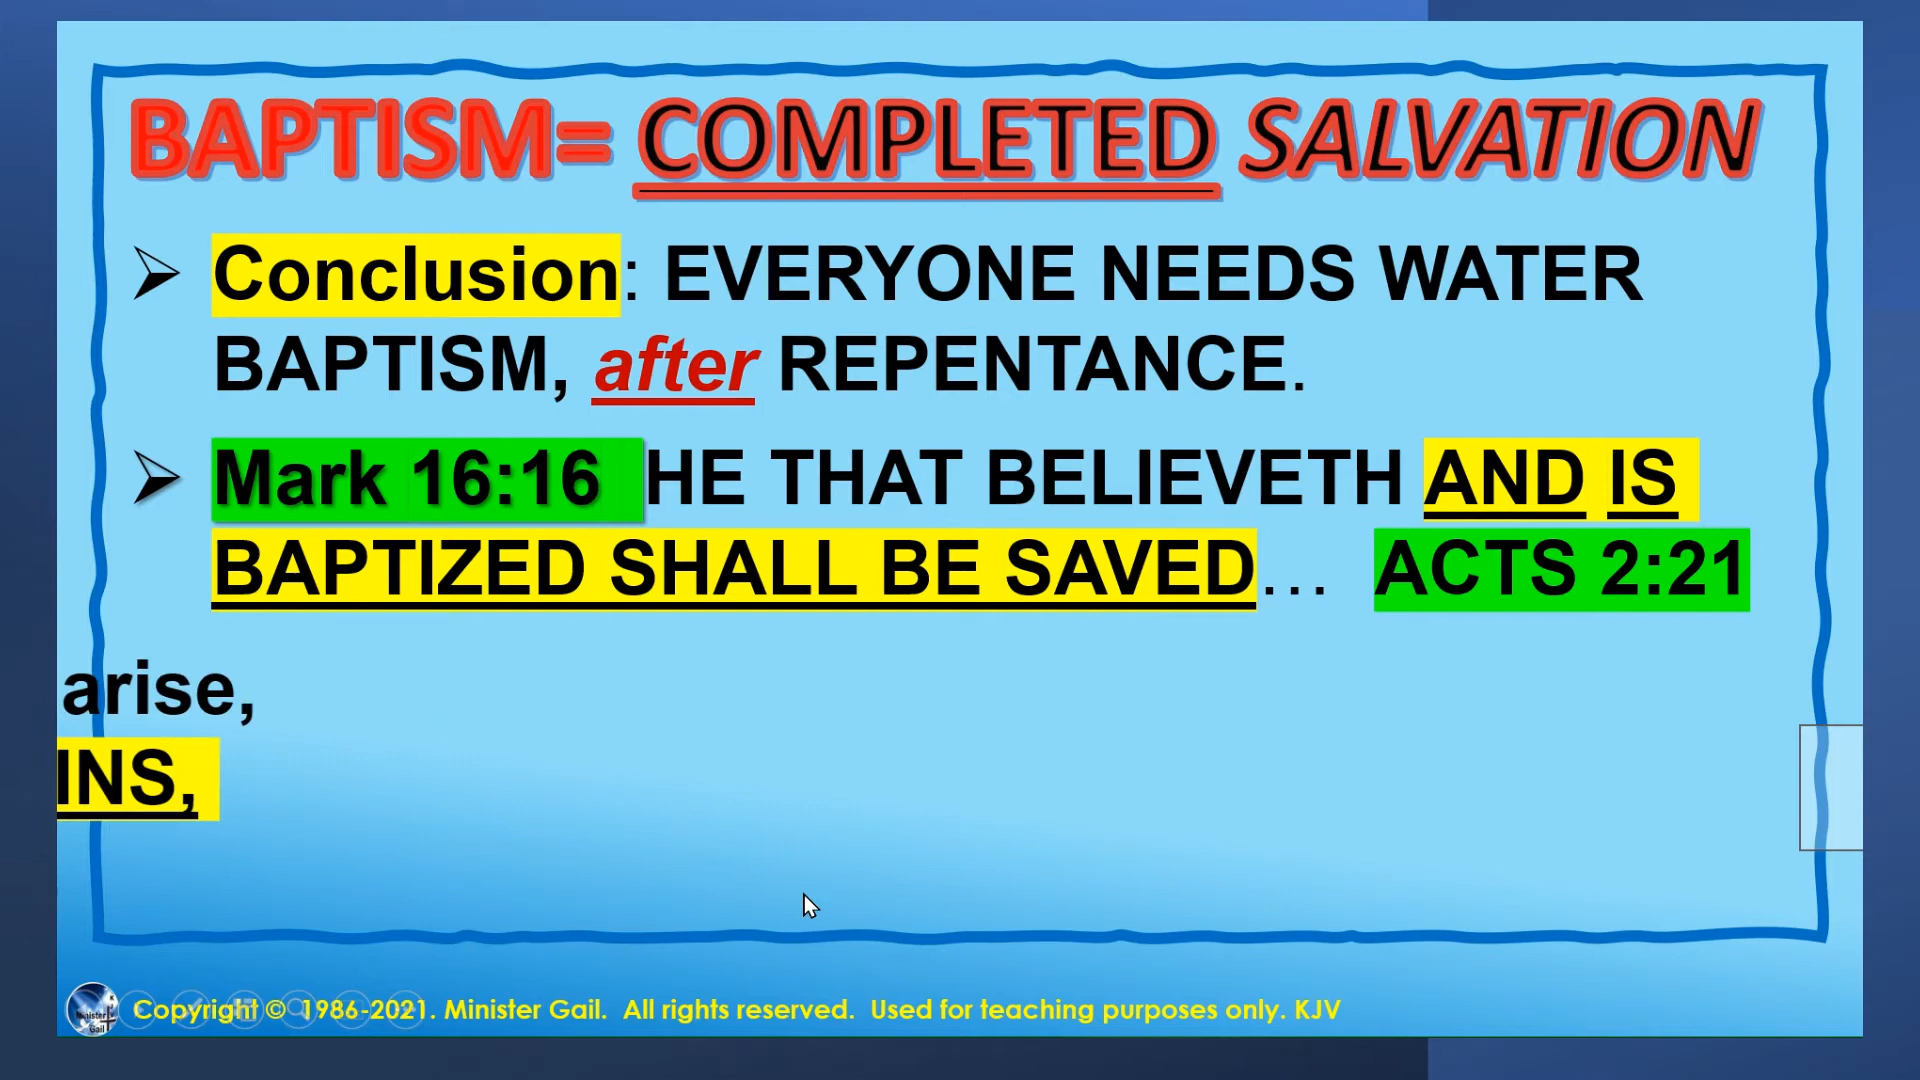 BAPTISM= COMPLETED SALVATION
➢ Conclusion: EVERYONE NEEDS WATER
BAPTISM, after REPENTANCE.
➢ Mark 16:16 HE THAT BELIEVETH AND IS
BAPTIZED SHALL BE SAVED… ACTS 2:21
arise,
INS,
Minister
Gail
Copyright © 1986-2021. Minister Gail. All rights reserved. Used for teaching purposes only. KJV